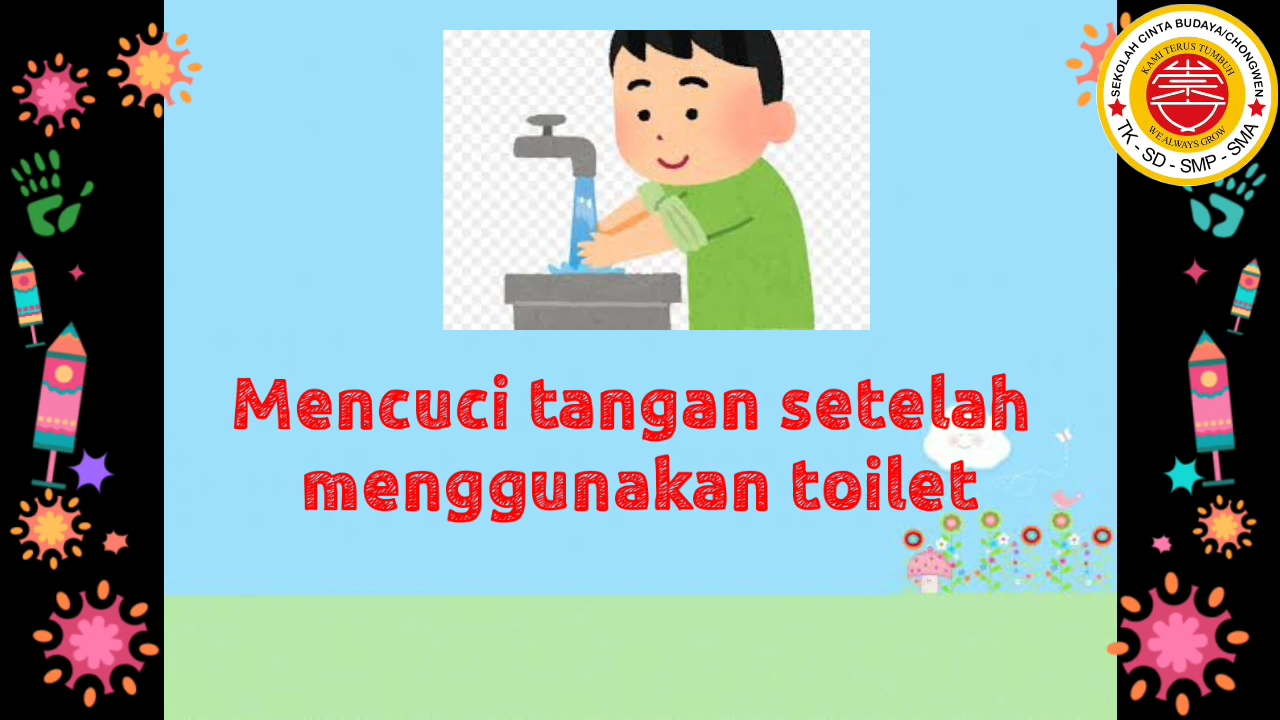 SEKOLAH CINTA BUDAYA/CHONGWEN
KAMI TERUS TUMBUH
WE ALWAYS GROW
TK - SD - SMP - SMA
Mencuci tangan setelah
menggunakan toilet